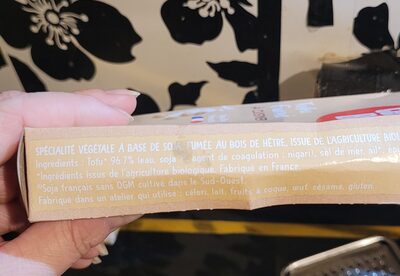 SPÉCIALITÉ VÉGÉTALE À BASE DE SOJA FUMÉE AU BOIS DE HÊTRE, ISSUE DE L'AGRICULTURE BIOL
Ingrédients : Tofu* 96.7% (eau, soja*, agent de coagulation : nigari), sel de mer, ail*, épi
*Ingrédients issus de l'agriculture biologique. Fabriqué en France.
Soja français sans OGM cultivé dans le Sud-Ouest.
Fabriqué dans un atelier qui utilise : céleri, lait, fruits à coque, œuf, sésame, gluten.